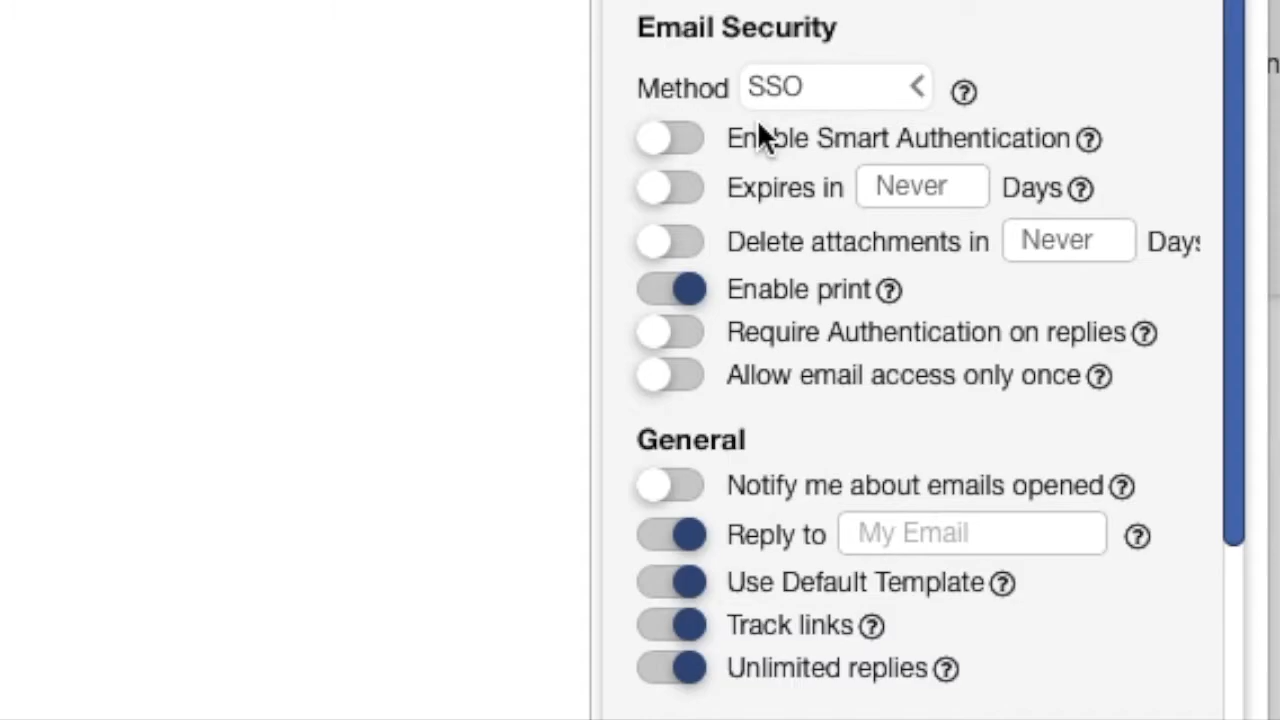 Email Security
Method SSO
Enable Smart Authentication
Expires in Never Days
Delete attachments in Never Days
Enable print
Require Authentication on replies
Allow email access only once
General
Notify me about emails opened
Reply to My Email
Use Default Template
Track links
Unlimited replies